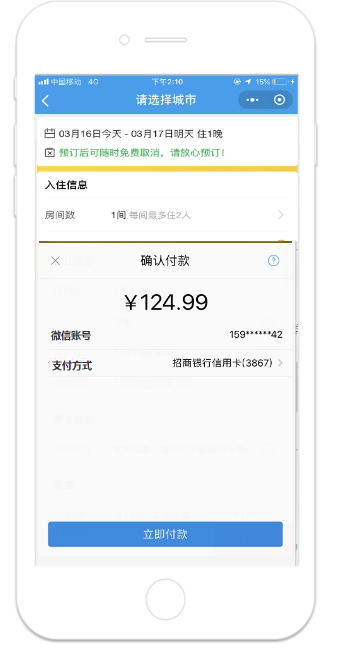 中国移动 4G 下午2:10 15%
请选择城市
03月16日今天 - 03月17日明天 住1晚
预订后可随时免费取消，请放心预订！
入住信息
房间数 1间 每间最多住2人
确认付款
¥124.99
微信账号 159******42
支付方式 招商银行信用卡(3867)
立即付款